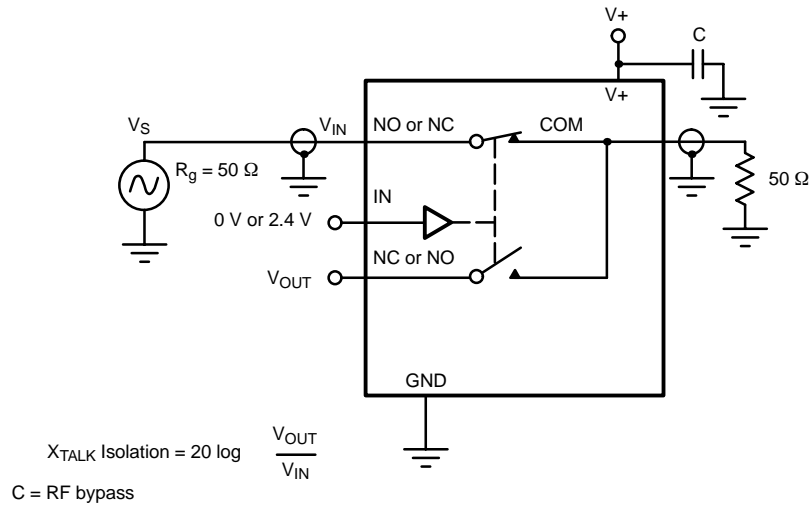 V+
C
V+
VS
VIN
NO or NC
COM
Rg = 50 Ω
50 Ω
IN
0 V or 2.4 V
NC or NO
VOUT
GND
XTALK Isolation = 20 log VOUT
VIN
C = RF bypass